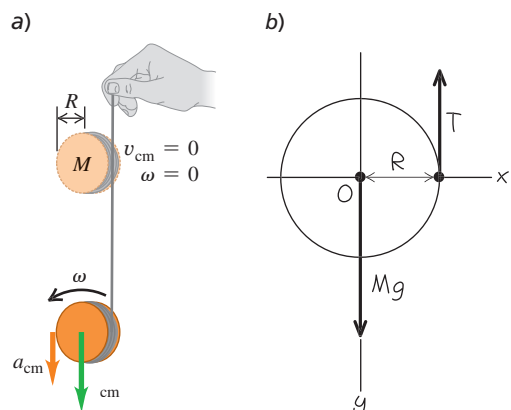 a)
R
M
v_cm = 0
ω = 0
ω
a_cm
cm
b)
T
R
O
x
Mg
y